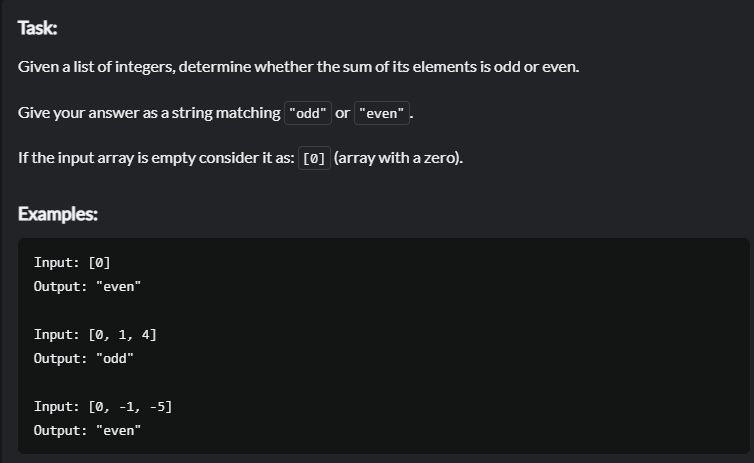 Task:
Given a list of integers, determine whether the sum of its elements is odd or even.
Give your answer as a string matching "odd" or "even".
If the input array is empty consider it as: [0] (array with a zero).
Examples:
Input: [0]
Output: "even"
Input: [0, 1, 4]
Output: "odd"
Input: [0, -1, -5]
Output: "even"